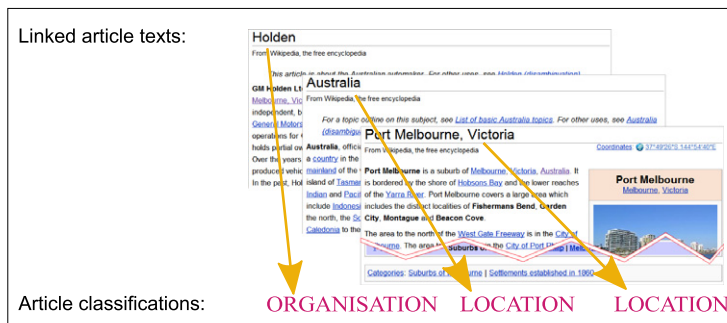 Linked article texts:
Holden
From Wikipedia, the free encyclopedia
This article is about the Australian automaker. For other uses, see Holden (disambiguation)
GM Holden Lt
Melbourne, Vic
independent, b
General Motors
operations for
holds partial ow
Over the years
produced vehic
In the past, Hol
Australia
From Wikipedia, the free encyclopedia
For a topic outline on this subject, see List of basic Australia topics. For other uses, see Australia
(disambigu
Australia, offici
a country in the
mainland of the
island of Tasmar
Indian and Pacif
include Indonesi
the north, the So
Caledonia to the
Port Melbourne, Victoria
From Wikipedia, the free encyclopedia
Coordinates 37°49′26″S 144°54′40″E
Port Melbourne is a suburb of Melbourne, Victoria, Australia. It
is bordered by the shore of Hobsons Bay and the lower reaches
of the Yarra River. Port Melbourne covers a large area which
includes the distinct localities of Fishermans Bend, Garden
City, Montague and Beacon Cove.
The area to the north of the West Gate Freeway is in the City of
Port Melbourne
Melbourne, Victoria
Categories: Suburbs of Melbourne | Settlements established in 1860
Article classifications:
ORGANISATION LOCATION LOCATION